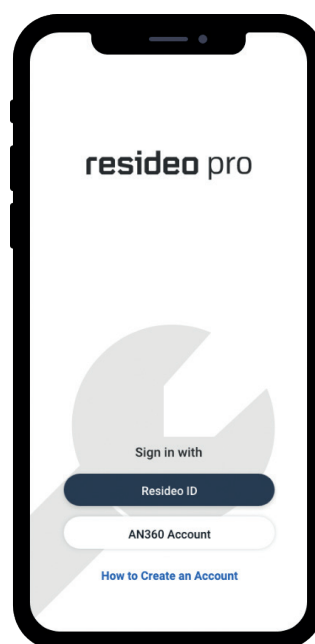 resideo pro
Sign in with
Resideo ID
AN360 Account
How to Create an Account